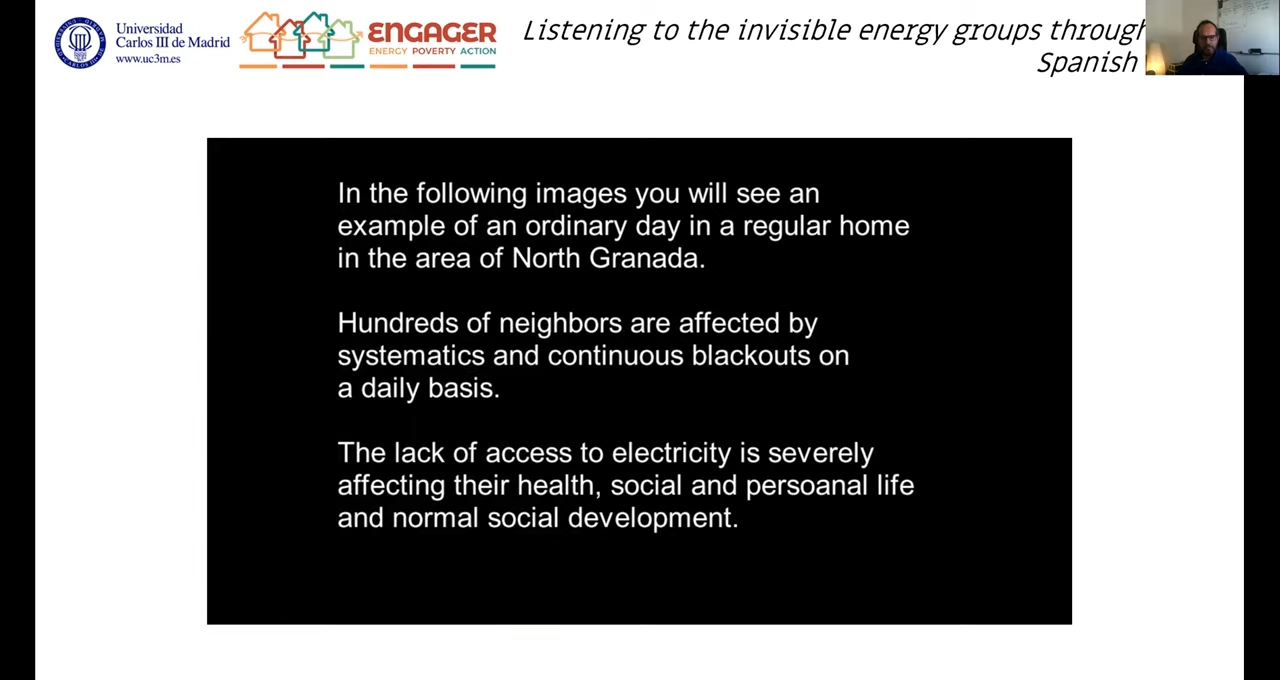 Universidad
Carlos III de Madrid
www.uc3m.es
ENGAGER
ENERGY POVERTY ACTION
Listening to the invisible energy groups through
Spanish
In the following images you will see an
example of an ordinary day in a regular home
in the area of North Granada.
Hundreds of neighbors are affected by
systematics and continuous blackouts on
a daily basis.
The lack of access to electricity is severely
affecting their health, social and persoanal life
and normal social development.